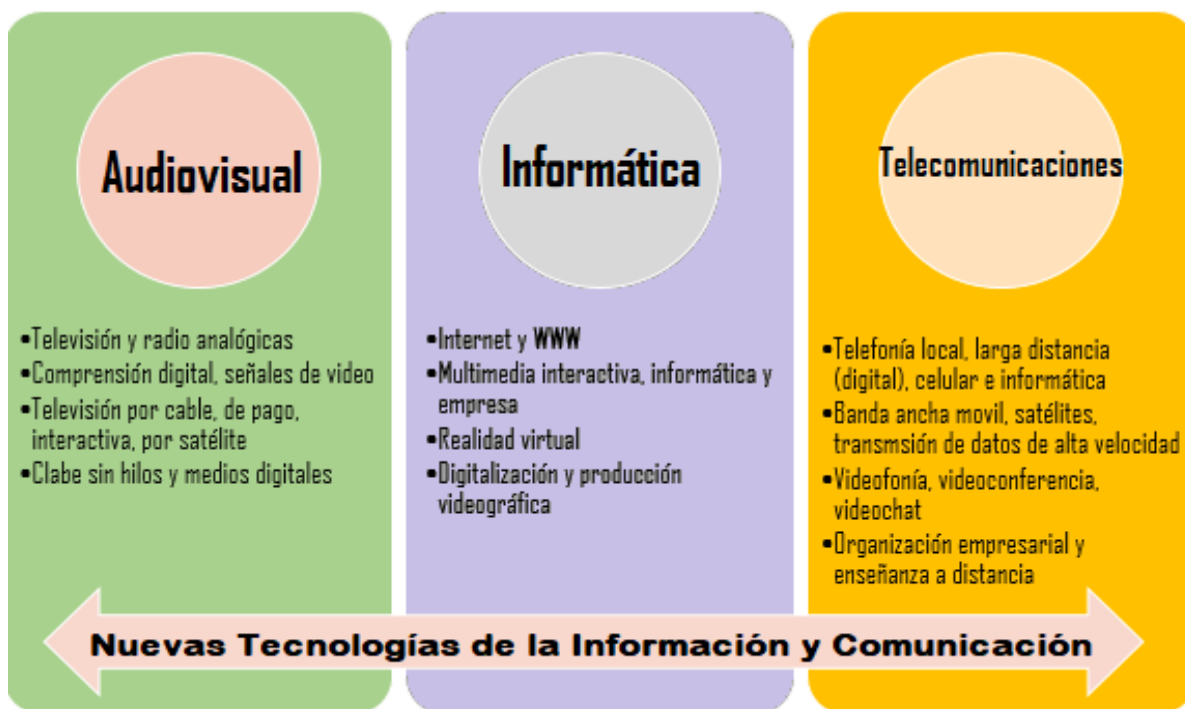 Audiovisual
•Televisión y radio analógicas
•Comprensión digital, señales de video
•Televisión por cable, de pago,
interactiva, por satélite
•Clabe sin hilos y medios digitales
Informática
•Internet y WWW
•Multimedia interactiva, informática y
empresa
•Realidad virtual
•Digitalización y producción
videográfica
Telecomunicaciones
•Telefonía local, larga distancia
(digital), celular e informática
•Banda ancha movil, satélites,
transmsión de datos de alta velocidad
•Videofonía, videoconferencia,
videochat
•Organización empresarial y
enseñanza a distancia
Nuevas Tecnologías de la Información y Comunicación